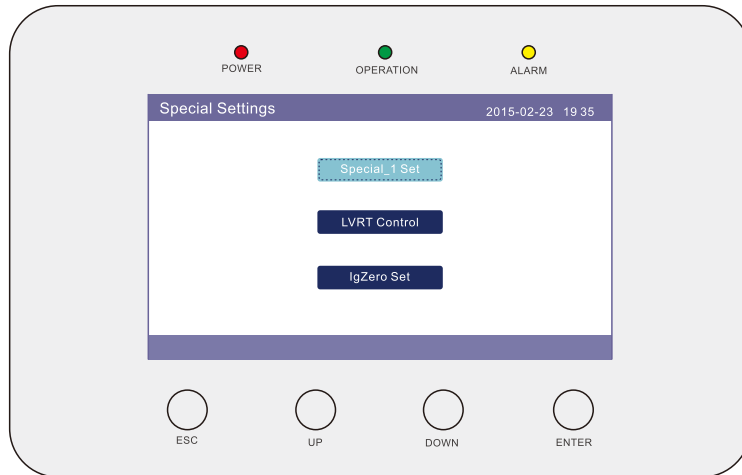 POWER OPERATION ALARM
Special Settings 2015-02-23 19 35
Special_1 Set
LVRT Control
IgZero Set
ESC UP DOWN ENTER